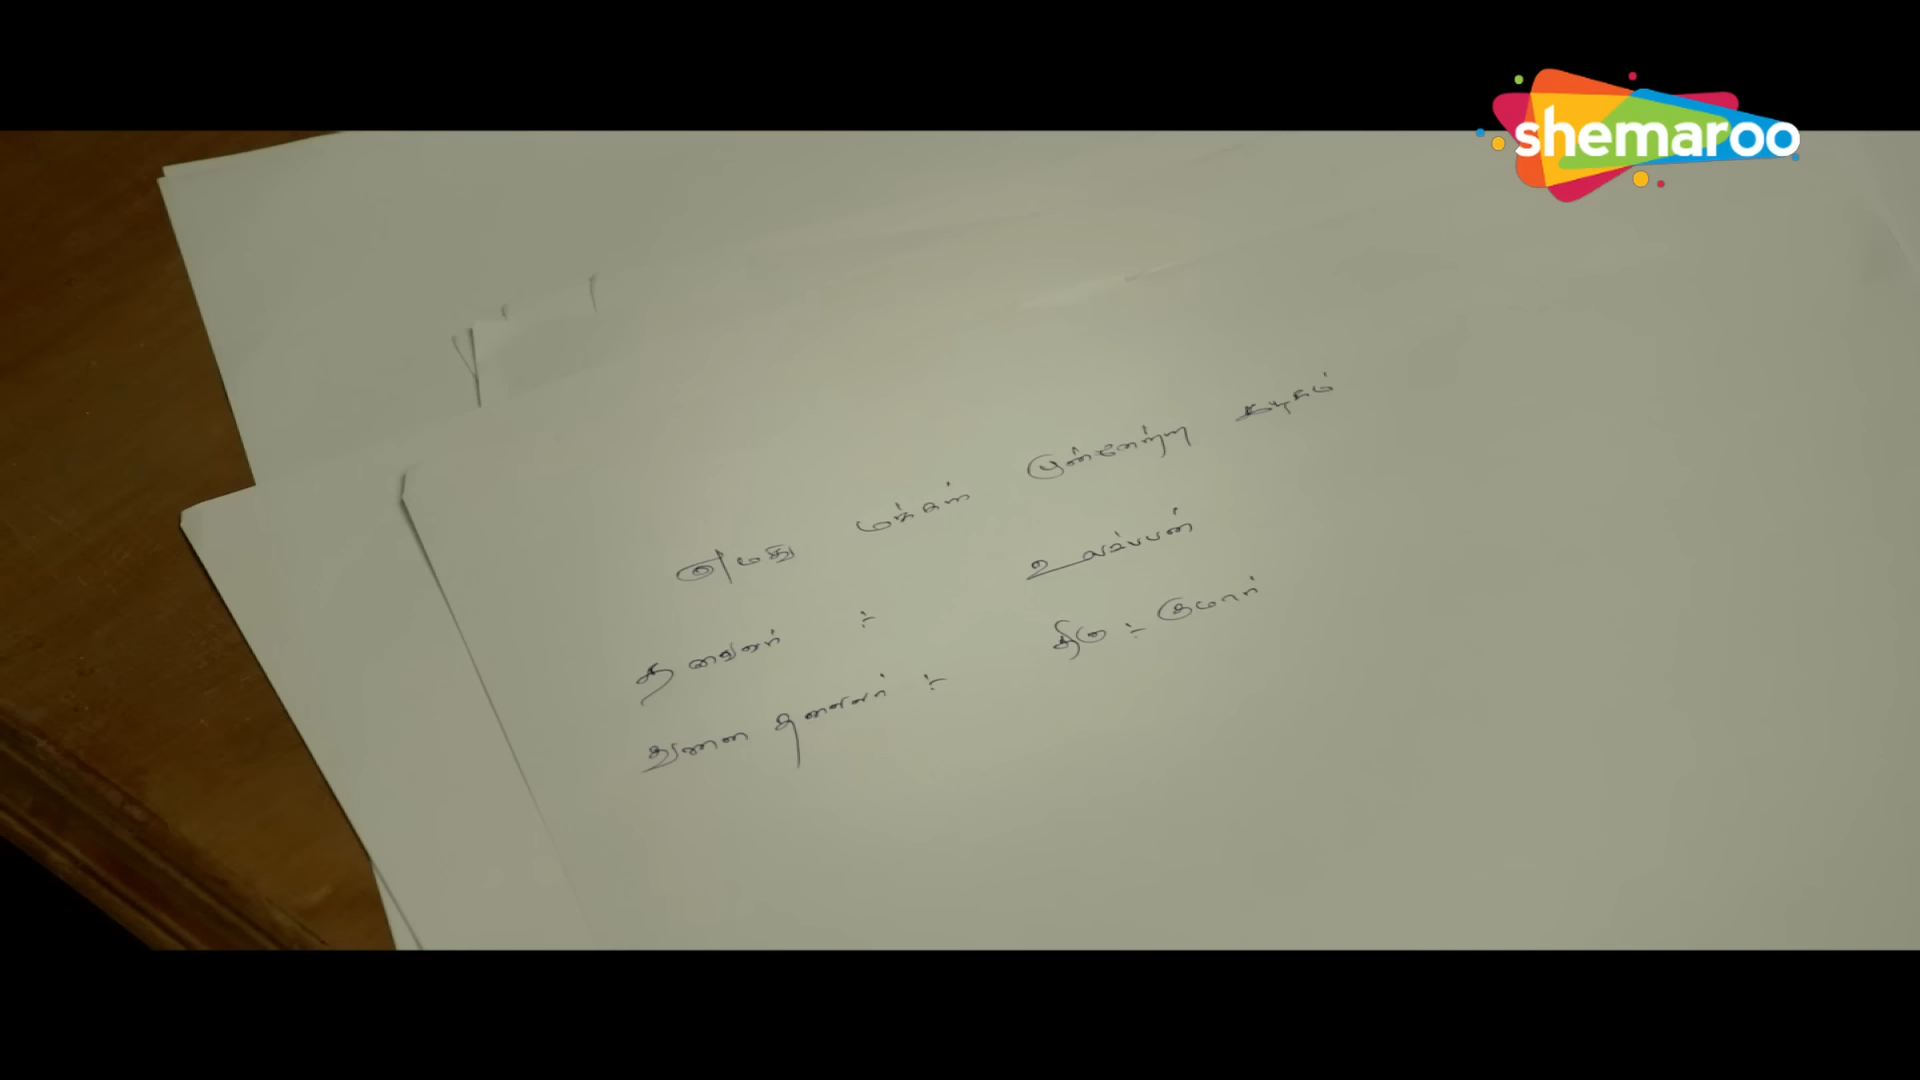 shemaroo
எமது மக்கள் முன்னேற்ற கழகம்
தலைவர் :-
துணை தலைவர் :- திரு :- குமார்